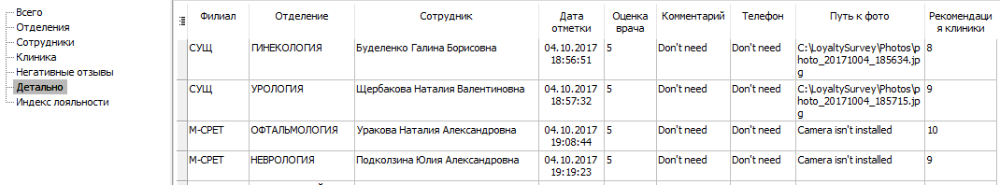 Всего
Отделения
Сотрудники
Клиника
Негативные отзывы
Детально
Индекс лояльности
Филиал Отделение Сотрудник Дата Оценка Комментарий Телефон Путь к фото Рекомендаци
отметки врача я клиники
СУЩ ГИНЕКОЛОГИЯ Буделенко Галина Борисовна 04.10.2017 5 Don't need Don't need C:\LoyaltySurvey\Photos\p 8
18:56:51 hoto_20171004_185634.jp
g
СУЩ УРОЛОГИЯ Щербакова Наталия Валентиновна 04.10.2017 5 Don't need Don't need C:\LoyaltySurvey\Photos\p 9
18:57:32 hoto_20171004_185715.jp
g
М-СРЕТ ОФТАЛЬМОЛОГИЯ Уракова Наталия Александровна 04.10.2017 5 Don't need Don't need Camera isn't installed 10
19:08:44
М-СРЕТ НЕВРОЛОГИЯ Подколзина Юлия Александровна 04.10.2017 5 Don't need Don't need Camera isn't installed 9
19:19:23